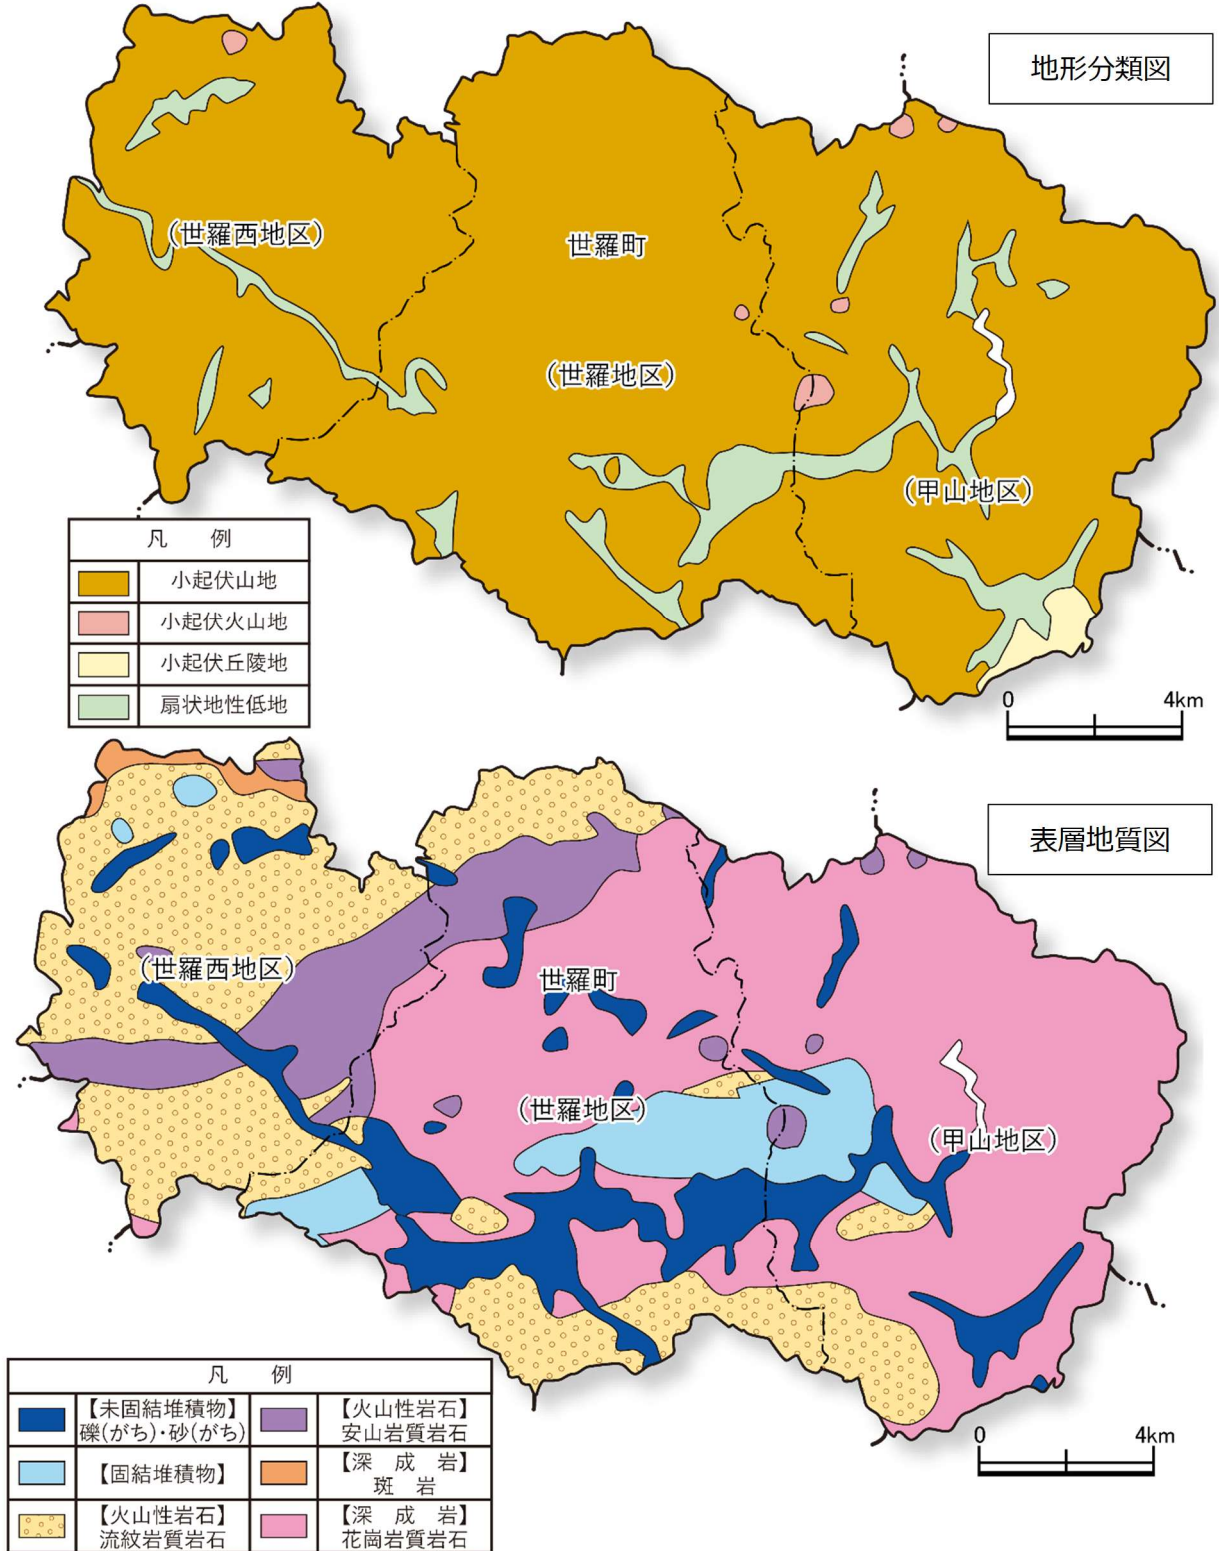 地形分類図
(世羅西地区)
世羅町
(世羅地区)
(甲山地区)
凡 例
小起伏山地
小起伏火山地
小起伏丘陵地
扇状地性低地
0 4km
表層地質図
(世羅西地区)
世羅町
(世羅地区)
(甲山地区)
凡 例
【未固結堆積物】
礫(がち)・砂(がち)
【火山性岩石】
安山岩質岩石
【固結堆積物】
【深 成 岩】
斑 岩
【火山性岩石】
流紋岩質岩石
【深 成 岩】
花崗岩質岩石
0 4km